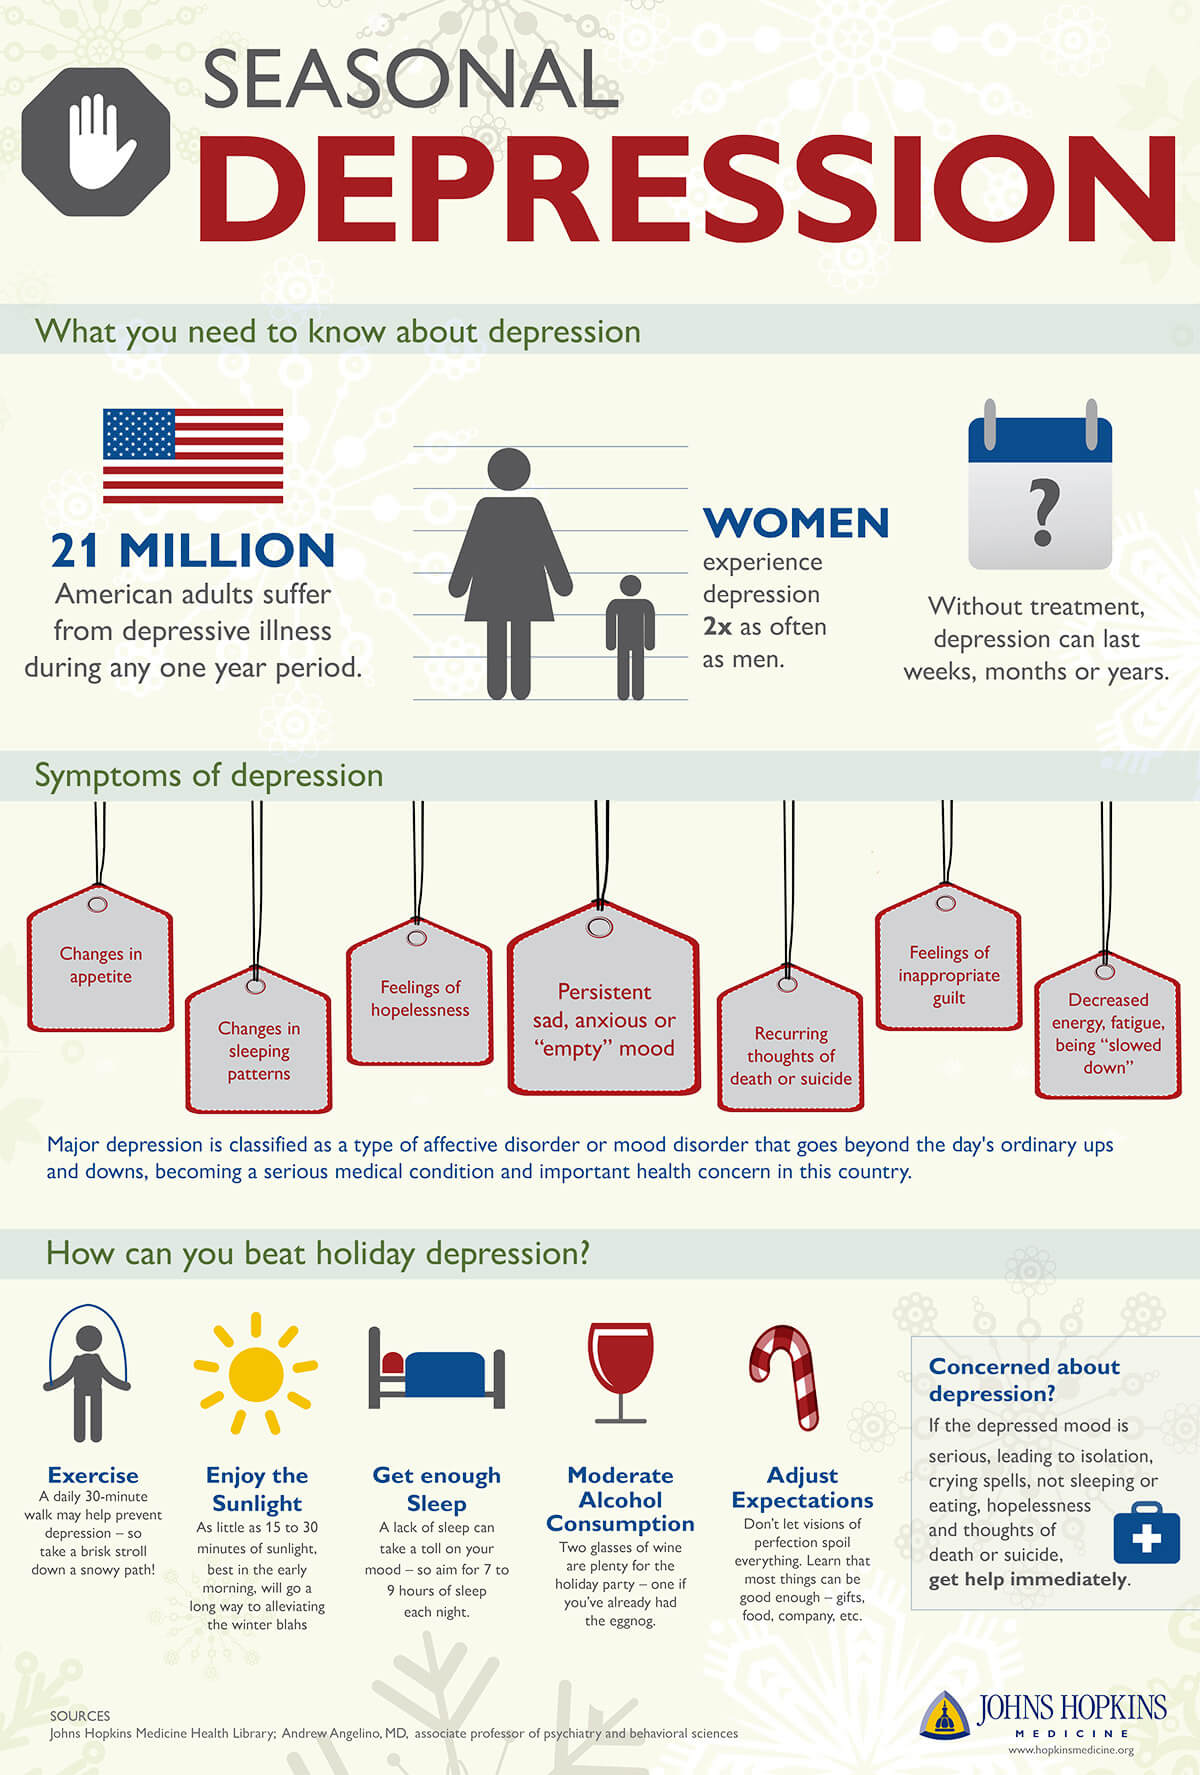 SEASONAL
DEPRESSION
What you need to know about depression
21 MILLION
American adults suffer
from depressive illness
during any one year period.
WOMEN
experience
depression
2x as often
as men.
?
Without treatment,
depression can last
weeks, months or years.
Symptoms of depression
Changes in
appetite
Changes in
sleeping
patterns
Feelings of
hopelessness
Persistent
sad, anxious or
“empty” mood
Recurring
thoughts of
death or suicide
Feelings of
inappropriate
guilt
Decreased
energy, fatigue,
being “slowed
down”
Major depression is classified as a type of affective disorder or mood disorder that goes beyond the day's ordinary ups
and downs, becoming a serious medical condition and important health concern in this country.
How can you beat holiday depression?
Exercise
A daily 30-minute
walk may help prevent
depression – so
take a brisk stroll
down a snowy path!
Enjoy the
Sunlight
As little as 15 to 30
minutes of sunlight,
best in the early
morning, will go a
long way to alleviating
the winter blahs
Get enough
Sleep
A lack of sleep can
take a toll on your
mood – so aim for 7 to
9 hours of sleep
each night.
Moderate
Alcohol
Consumption
Two glasses of wine
are plenty for the
holiday party – one if
you’ve already had
the eggnog.
Adjust
Expectations
Don’t let visions of
perfection spoil
everything. Learn that
most things can be
good enough – gifts,
food, company, etc.
Concerned about
depression?
If the depressed mood is
serious, leading to isolation,
crying spells, not sleeping or
eating, hopelessness
and thoughts of
death or suicide,
get help immediately.
SOURCES
Johns Hopkins Medicine Health Library; Andrew Angelino, MD, associate professor of psychiatry and behavioral sciences
JOHNS HOPKINS
MEDICINE
www.hopkinsmedicine.org